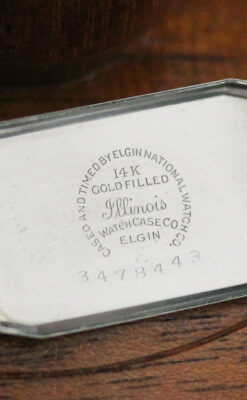 CASED AND TIMED BY ELGIN NATIONAL WATCH CO.
14K
GOLD FILLED
Illinois
WATCH CASE CO.
ELGIN
3478443